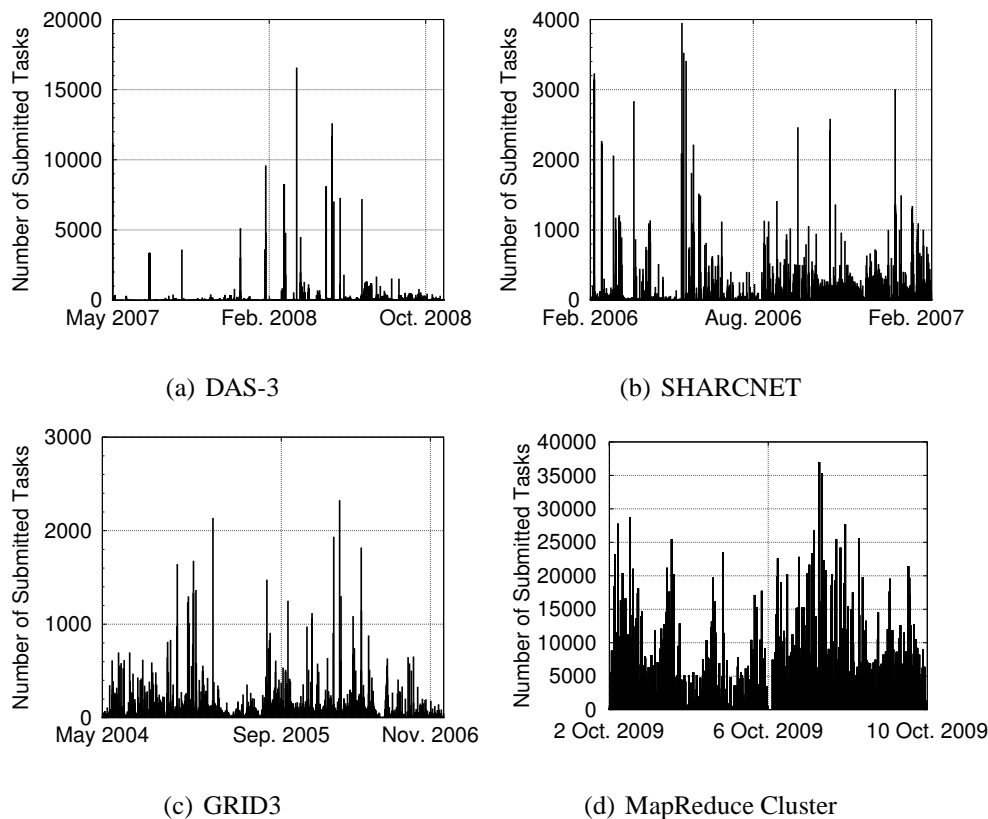 Number of Submitted Tasks
20000
15000
10000
5000
0
May 2007 Feb. 2008 Oct. 2008
(a) DAS-3
Number of Submitted Tasks
4000
3000
2000
1000
0
Feb. 2006 Aug. 2006 Feb. 2007
(b) SHARCNET
Number of Submitted Tasks
3000
2000
1000
0
May 2004 Sep. 2005 Nov. 2006
(c) GRID3
Number of Submitted Tasks
40000
35000
30000
25000
20000
15000
10000
5000
0
2 Oct. 2009 6 Oct. 2009 10 Oct. 2009
(d) MapReduce Cluster